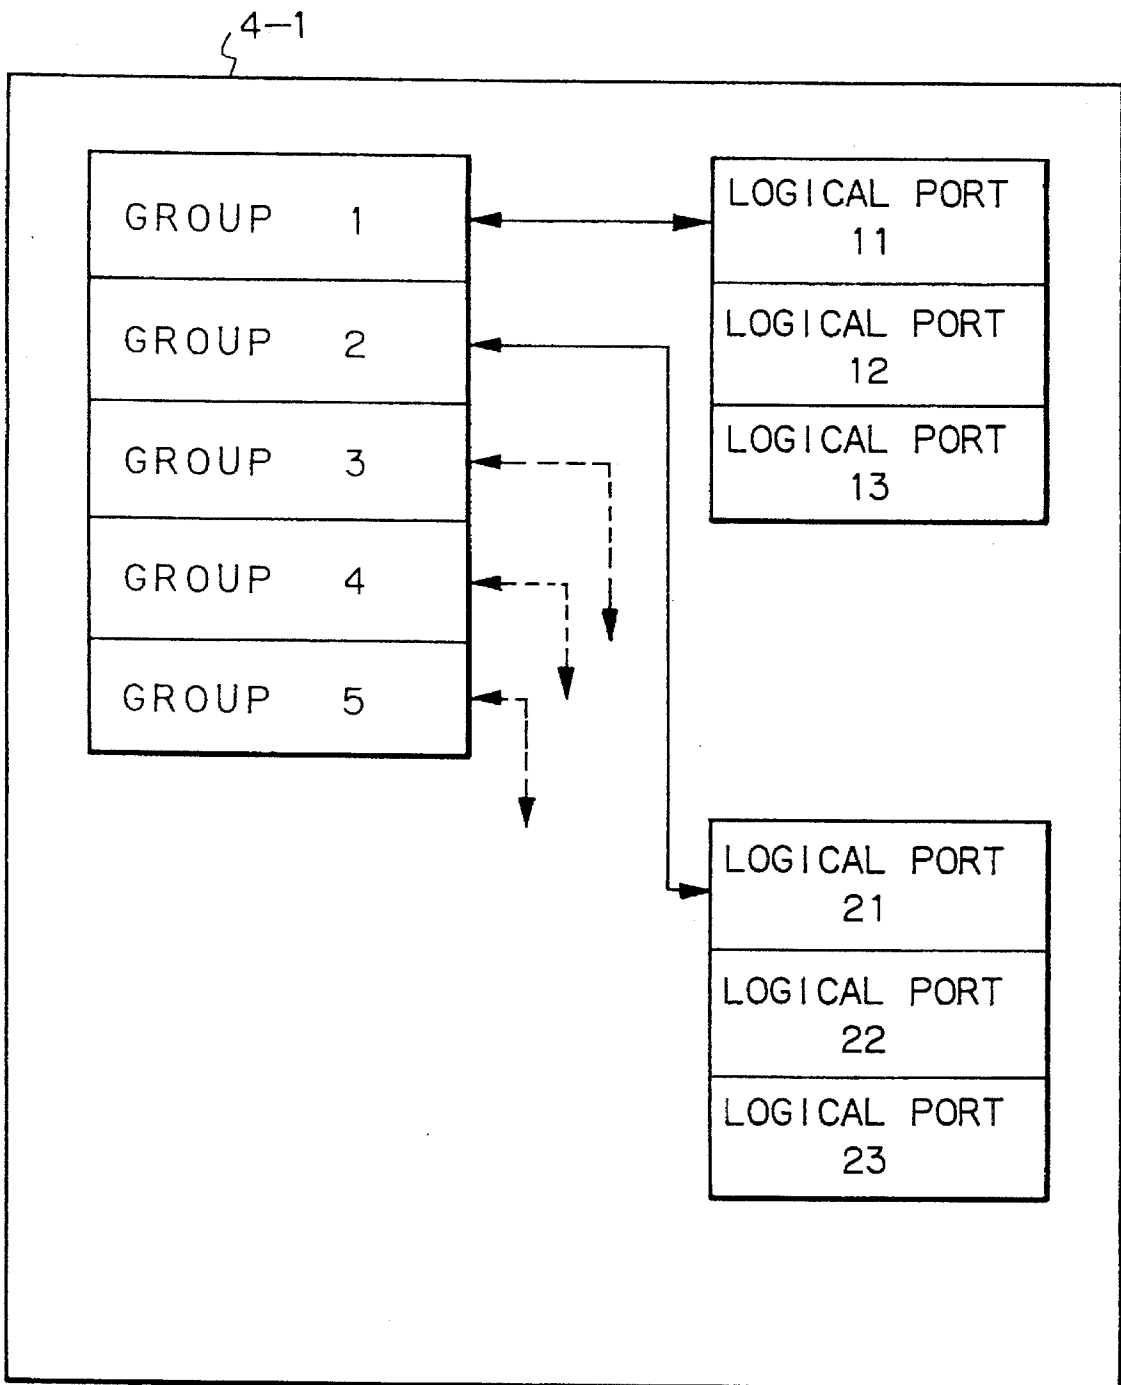 4-1
GROUP 1
GROUP 2
GROUP 3
GROUP 4
GROUP 5
LOGICAL PORT
11
LOGICAL PORT
12
LOGICAL PORT
13
LOGICAL PORT
21
LOGICAL PORT
22
LOGICAL PORT
23